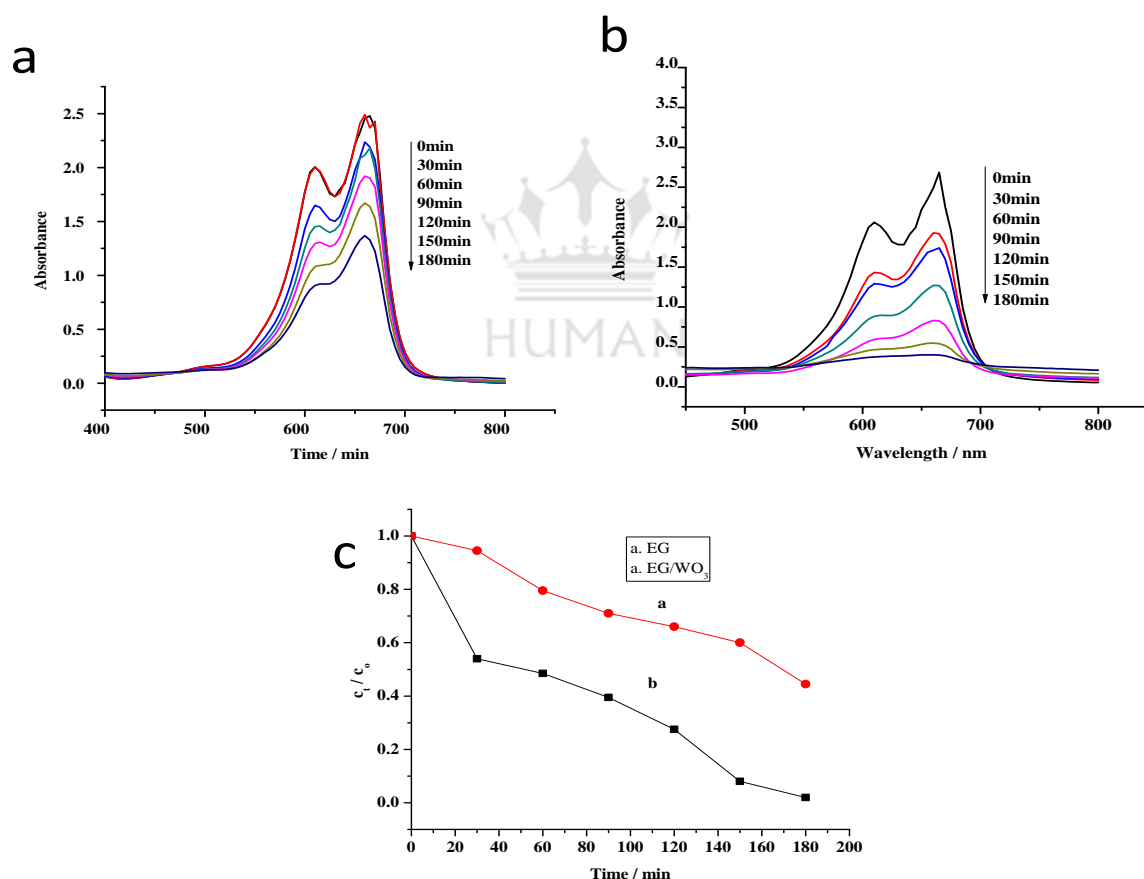 a
2.5
2.0
1.5
1.0
0.5
0.0
Absorbance
400
500
600
700
800
Time / min
0min
30min
60min
90min
120min
150min
180min
b
4.0
3.5
3.0
2.5
2.0
1.5
1.0
0.5
0.0
Absorbance
500
600
700
800
Wavelength / nm
0min
30min
60min
90min
120min
150min
180min
HUMAN
c
1.0
0.8
0.6
0.4
0.2
0.0
cₜ / cₒ
0 20 40 60 80 100 120 140 160 180 200
Time / min
a. EG
a. EG/WO₃
a
b